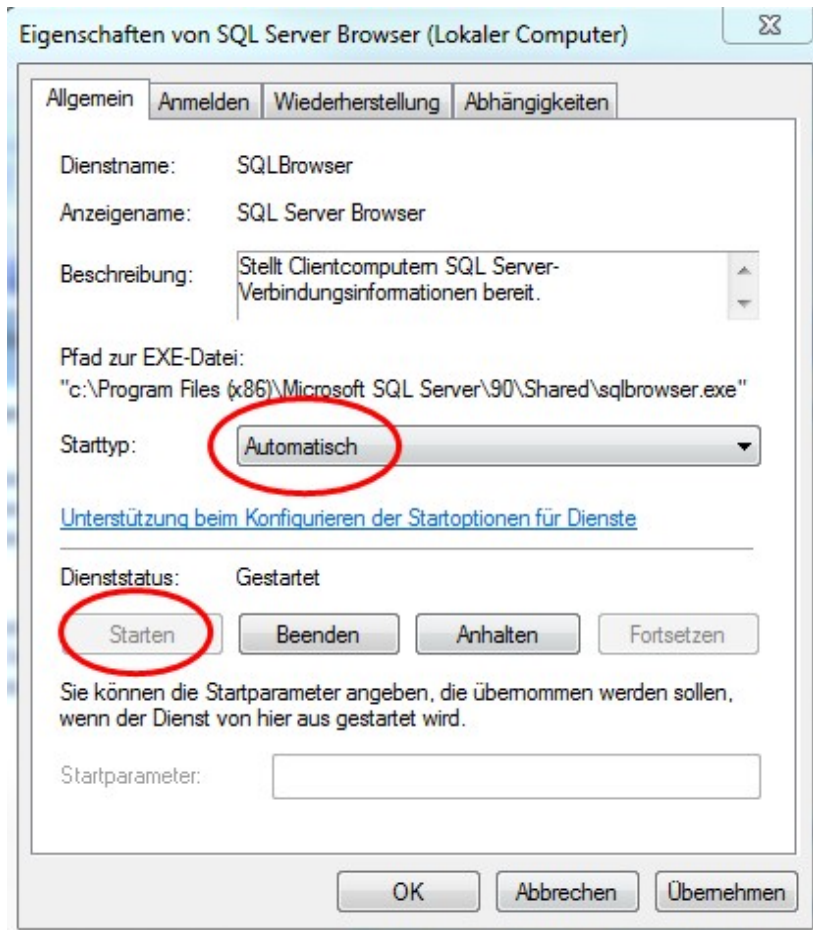 Eigenschaften von SQL Server Browser (Lokaler Computer)
Allgemein Anmelden Wiederherstellung Abhängigkeiten
Dienstname: SQLBrowser
Anzeigename: SQL Server Browser
Beschreibung: Stellt Clientcomputern SQL Server-
Verbindungsinformationen bereit.
Pfad zur EXE-Datei:
"c:\Program Files (x86)\Microsoft SQL Server\90\Shared\sqlbrowser.exe"
Starttyp: Automatisch
Unterstützung beim Konfigurieren der Startoptionen für Dienste
Dienststatus: Gestartet
Starten Beenden Anhalten Fortsetzen
Sie können die Startparameter angeben, die übernommen werden sollen,
wenn der Dienst von hier aus gestartet wird.
Startparameter:
OK Abbrechen Übernehmen